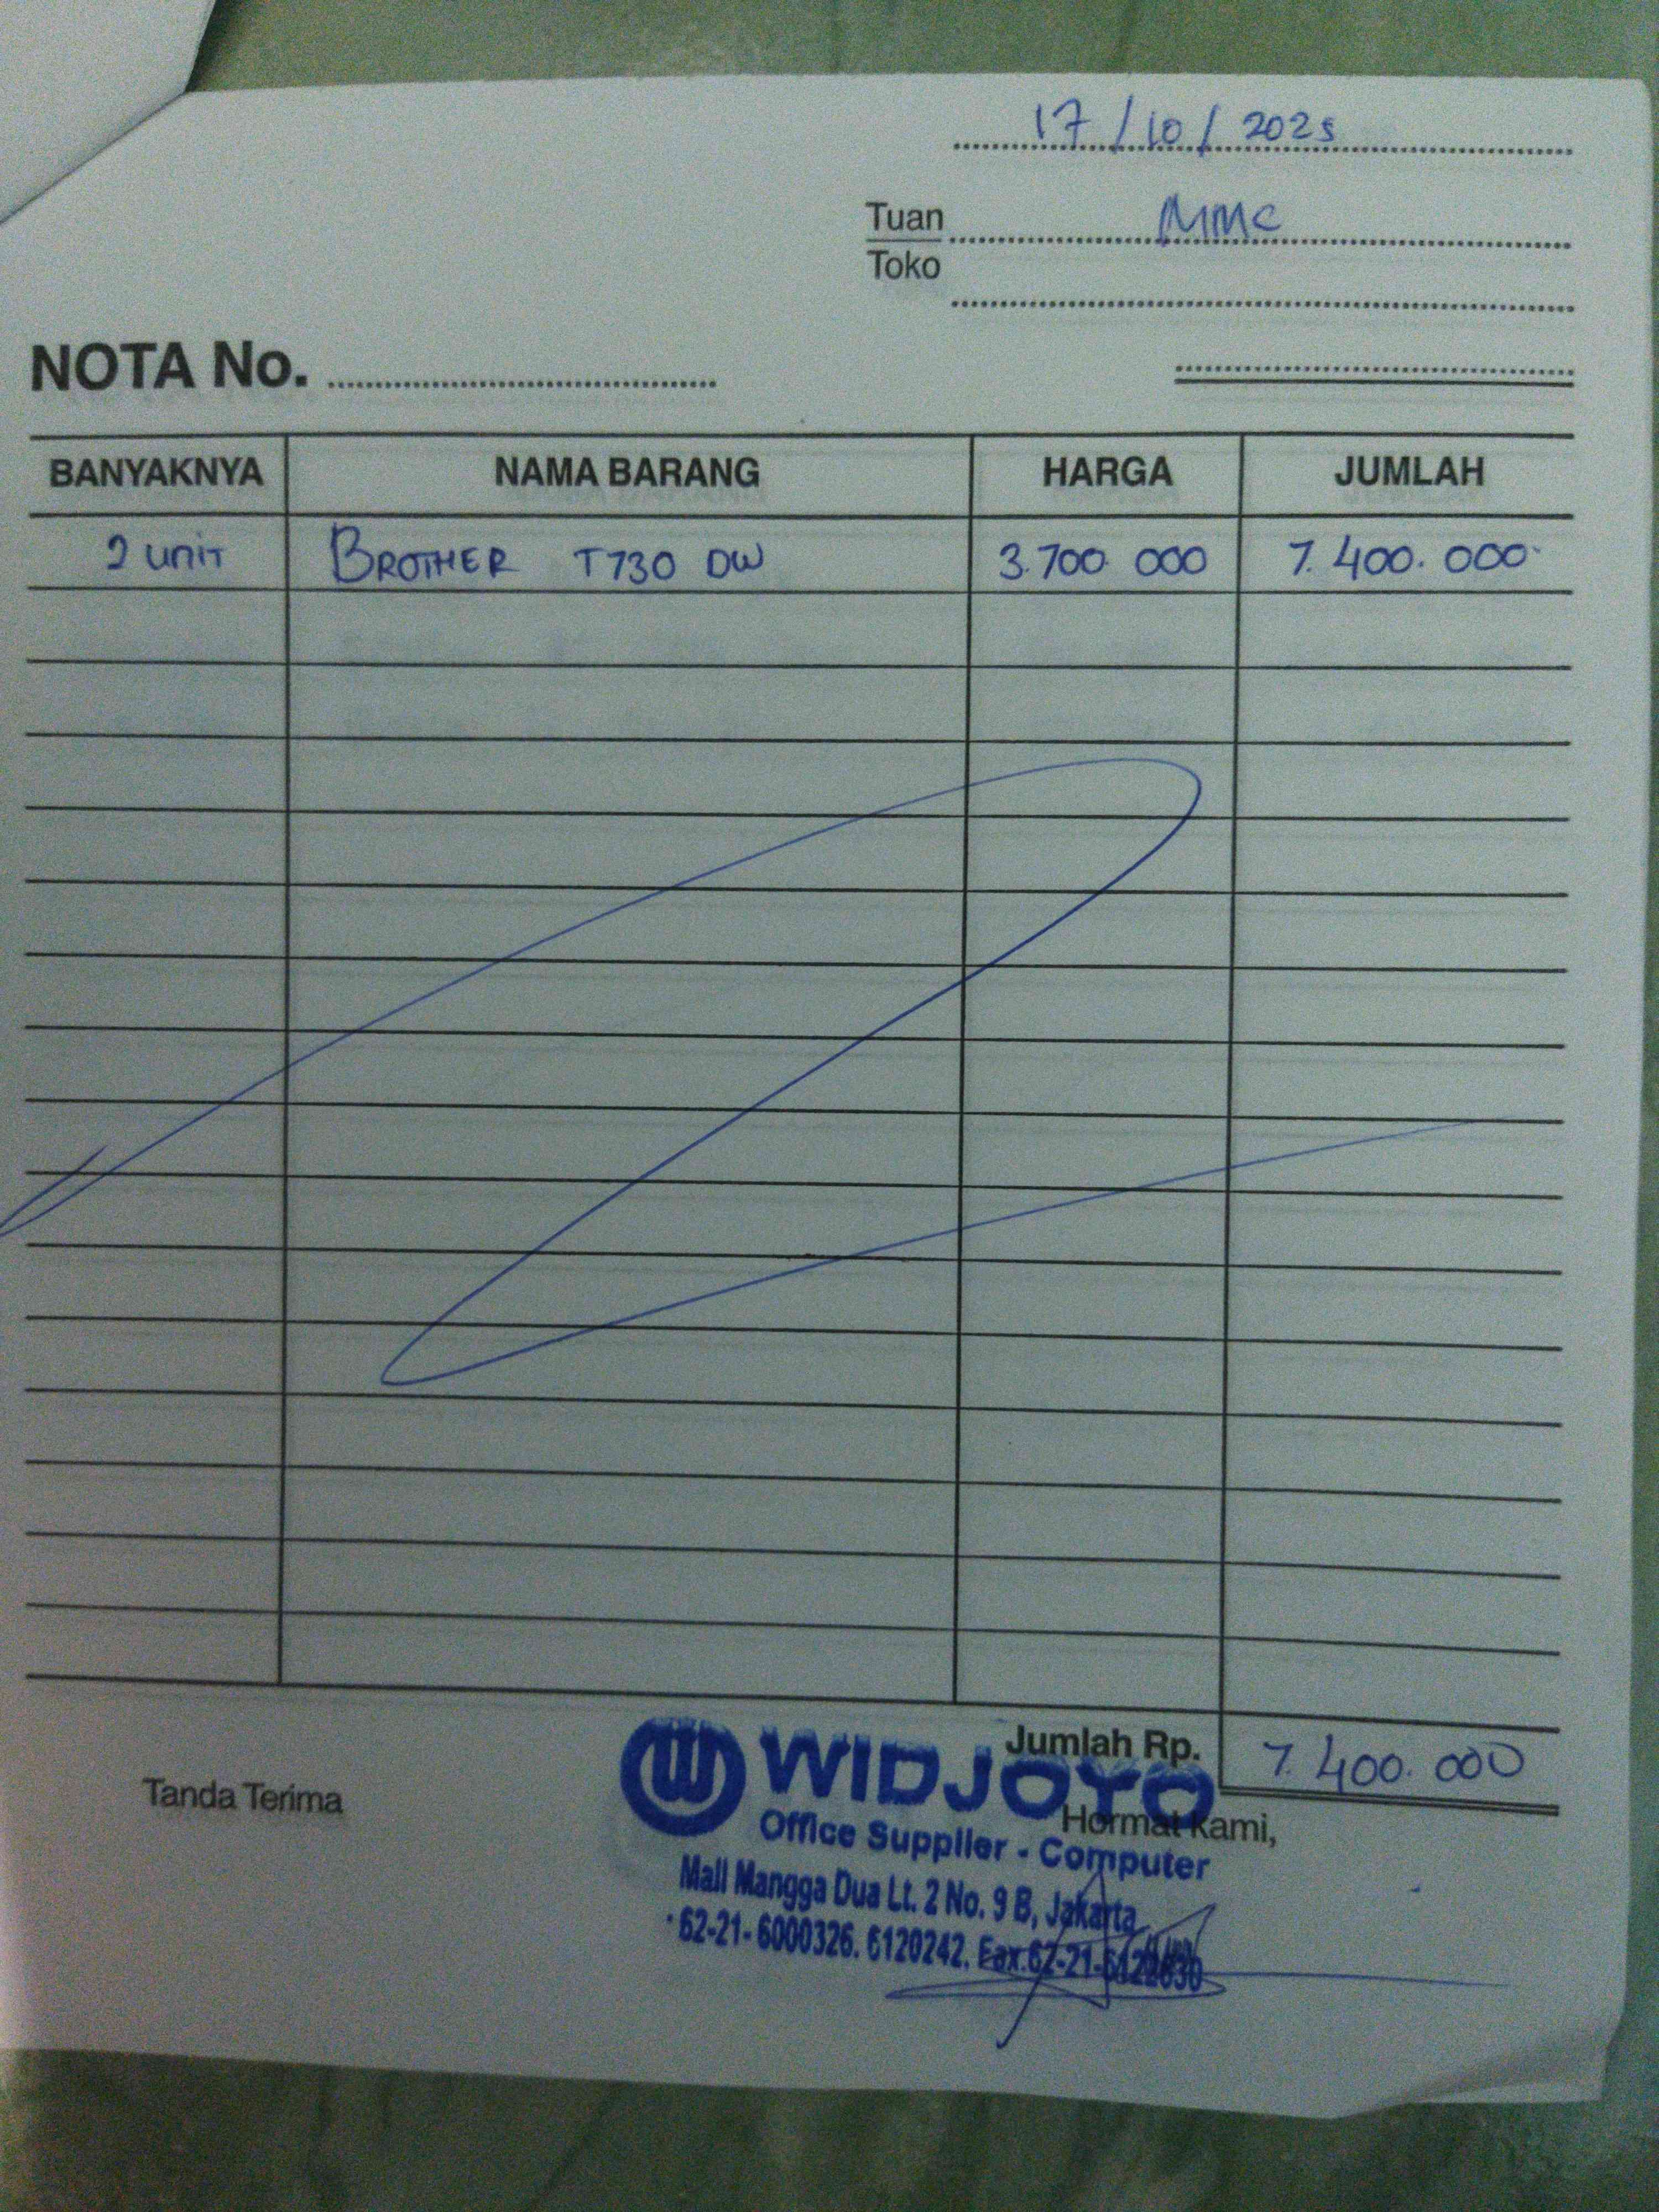 17/10/2025
Tuan MMC
Toko
NOTA No.
BANYAKNYA NAMA BARANG HARGA JUMLAH
2 unit BROTHER T730 DW 3.700.000 7.400.000
Jumlah Rp. 7.400.000
Tanda Terima
Hormat Kami,
WIDJOYO
Office Supplier - Computer
Mall Mangga Dua Lt. 2 No. 9 B, Jakarta
62-21- 6000326. 6120242. Fax.62-21-